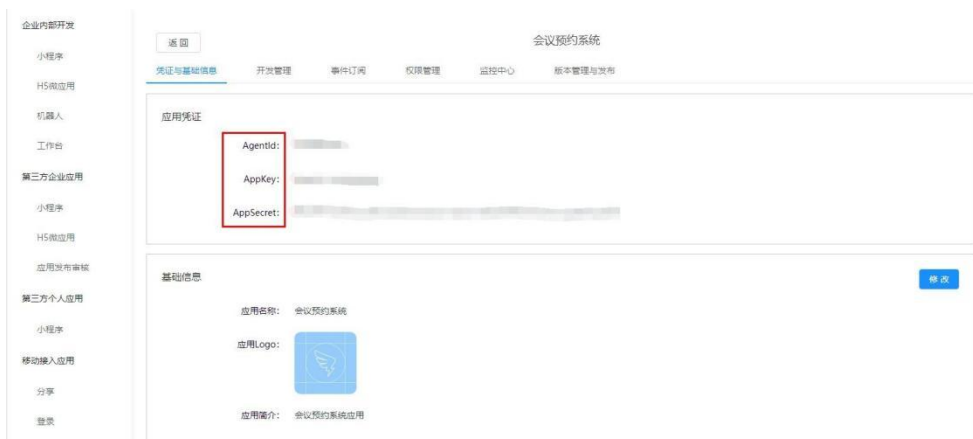 企业内部开发
小程序
H5微应用
机器人
工作台
第三方企业应用
小程序
H5微应用
应用发布审核
第三方个人应用
小程序
移动接入应用
分享
登录
返回
会议预约系统
凭证与基础信息 开发管理 事件订阅 权限管理 监控中心 版本管理与发布
应用凭证
AgentId:
AppKey:
AppSecret:
基础信息
修改
应用名称: 会议预约系统
应用Logo:
应用简介: 会议预约系统应用